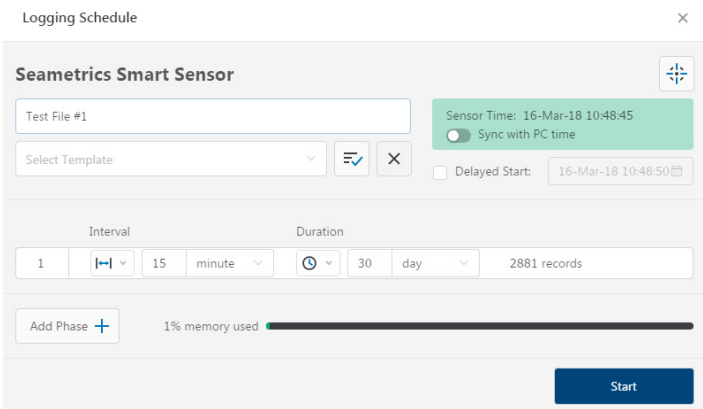 Logging Schedule
Seametrics Smart Sensor
Test File #1
Sensor Time: 16-Mar-18 10:48:45
Sync with PC time
Select Template
Delayed Start: 16-Mar-18 10:48:50
Interval Duration
1 15 minute 30 day 2881 records
Add Phase 1% memory used
Start